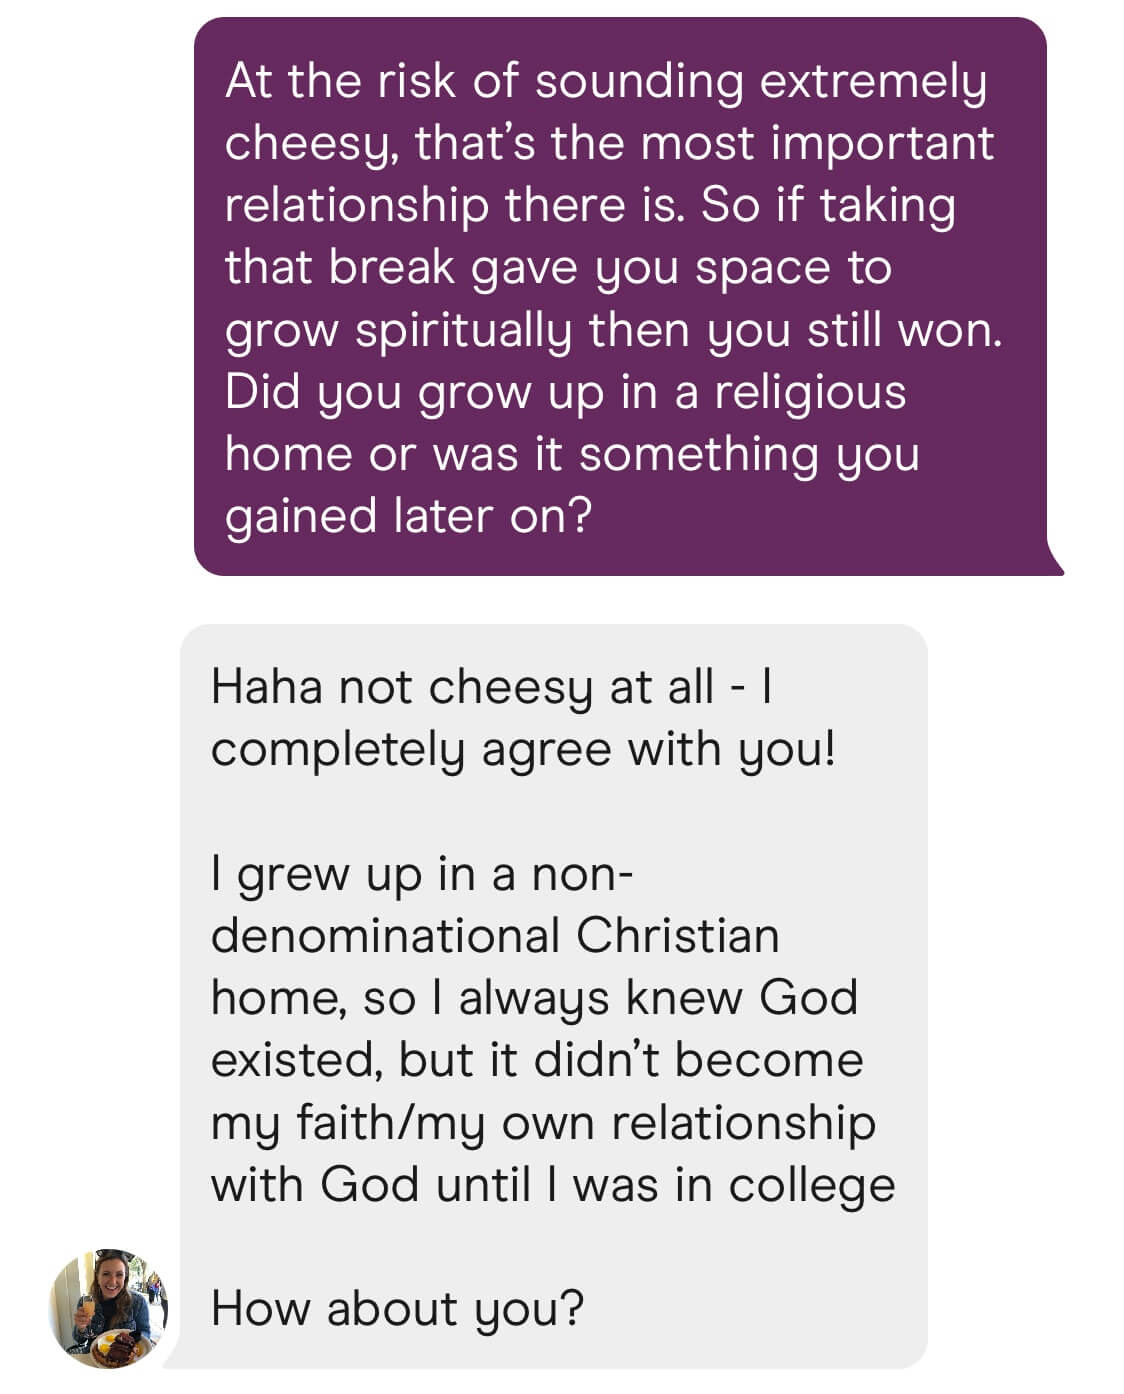 At the risk of sounding extremely
cheesy, that’s the most important
relationship there is. So if taking
that break gave you space to
grow spiritually then you still won.
Did you grow up in a religious
home or was it something you
gained later on?
Haha not cheesy at all - I
completely agree with you!
I grew up in a non-
denominational Christian
home, so I always knew God
existed, but it didn’t become
my faith/my own relationship
with God until I was in college
How about you?